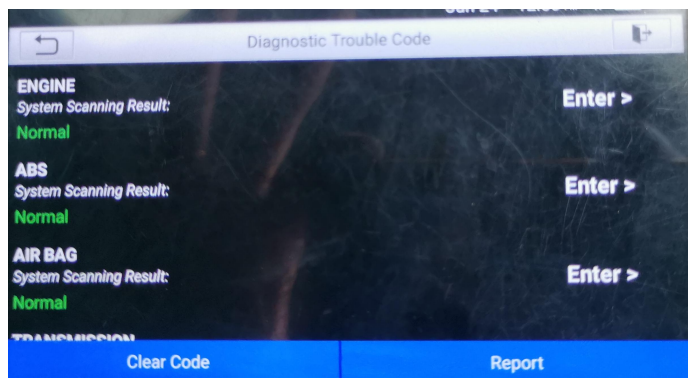 Diagnostic Trouble Code
ENGINE
System Scanning Result:
Enter >
Normal
ABS
System Scanning Result:
Enter >
Normal
AIR BAG
System Scanning Result:
Enter >
Normal
TRANSMISSION
Clear Code
Report